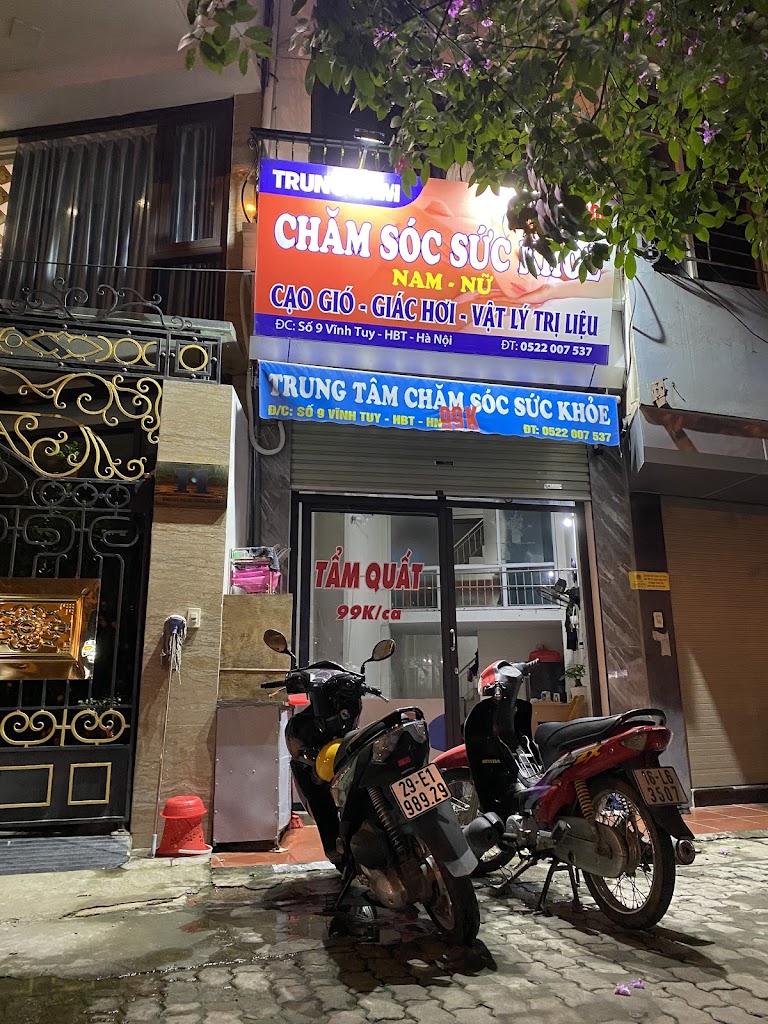 CHĂM SÓC SỨC KHỎE
NAM - NỮ
CẠO GIÓ - GIÁC HƠI - VẬT LÝ TRỊ LIỆU
ĐC: Số 9 Vĩnh Tuy - HBT - Hà Nội
ĐT: 0522 007 537
TRUNG TÂM CHĂM SÓC SỨC KHỎE
Đ/C: SỐ 9 VĨNH TUY - HBT - HN
99K
ĐT: 0522 007 537
TẨM QUẤT
99K/ca
29-E1
989.29
16-L6
3507